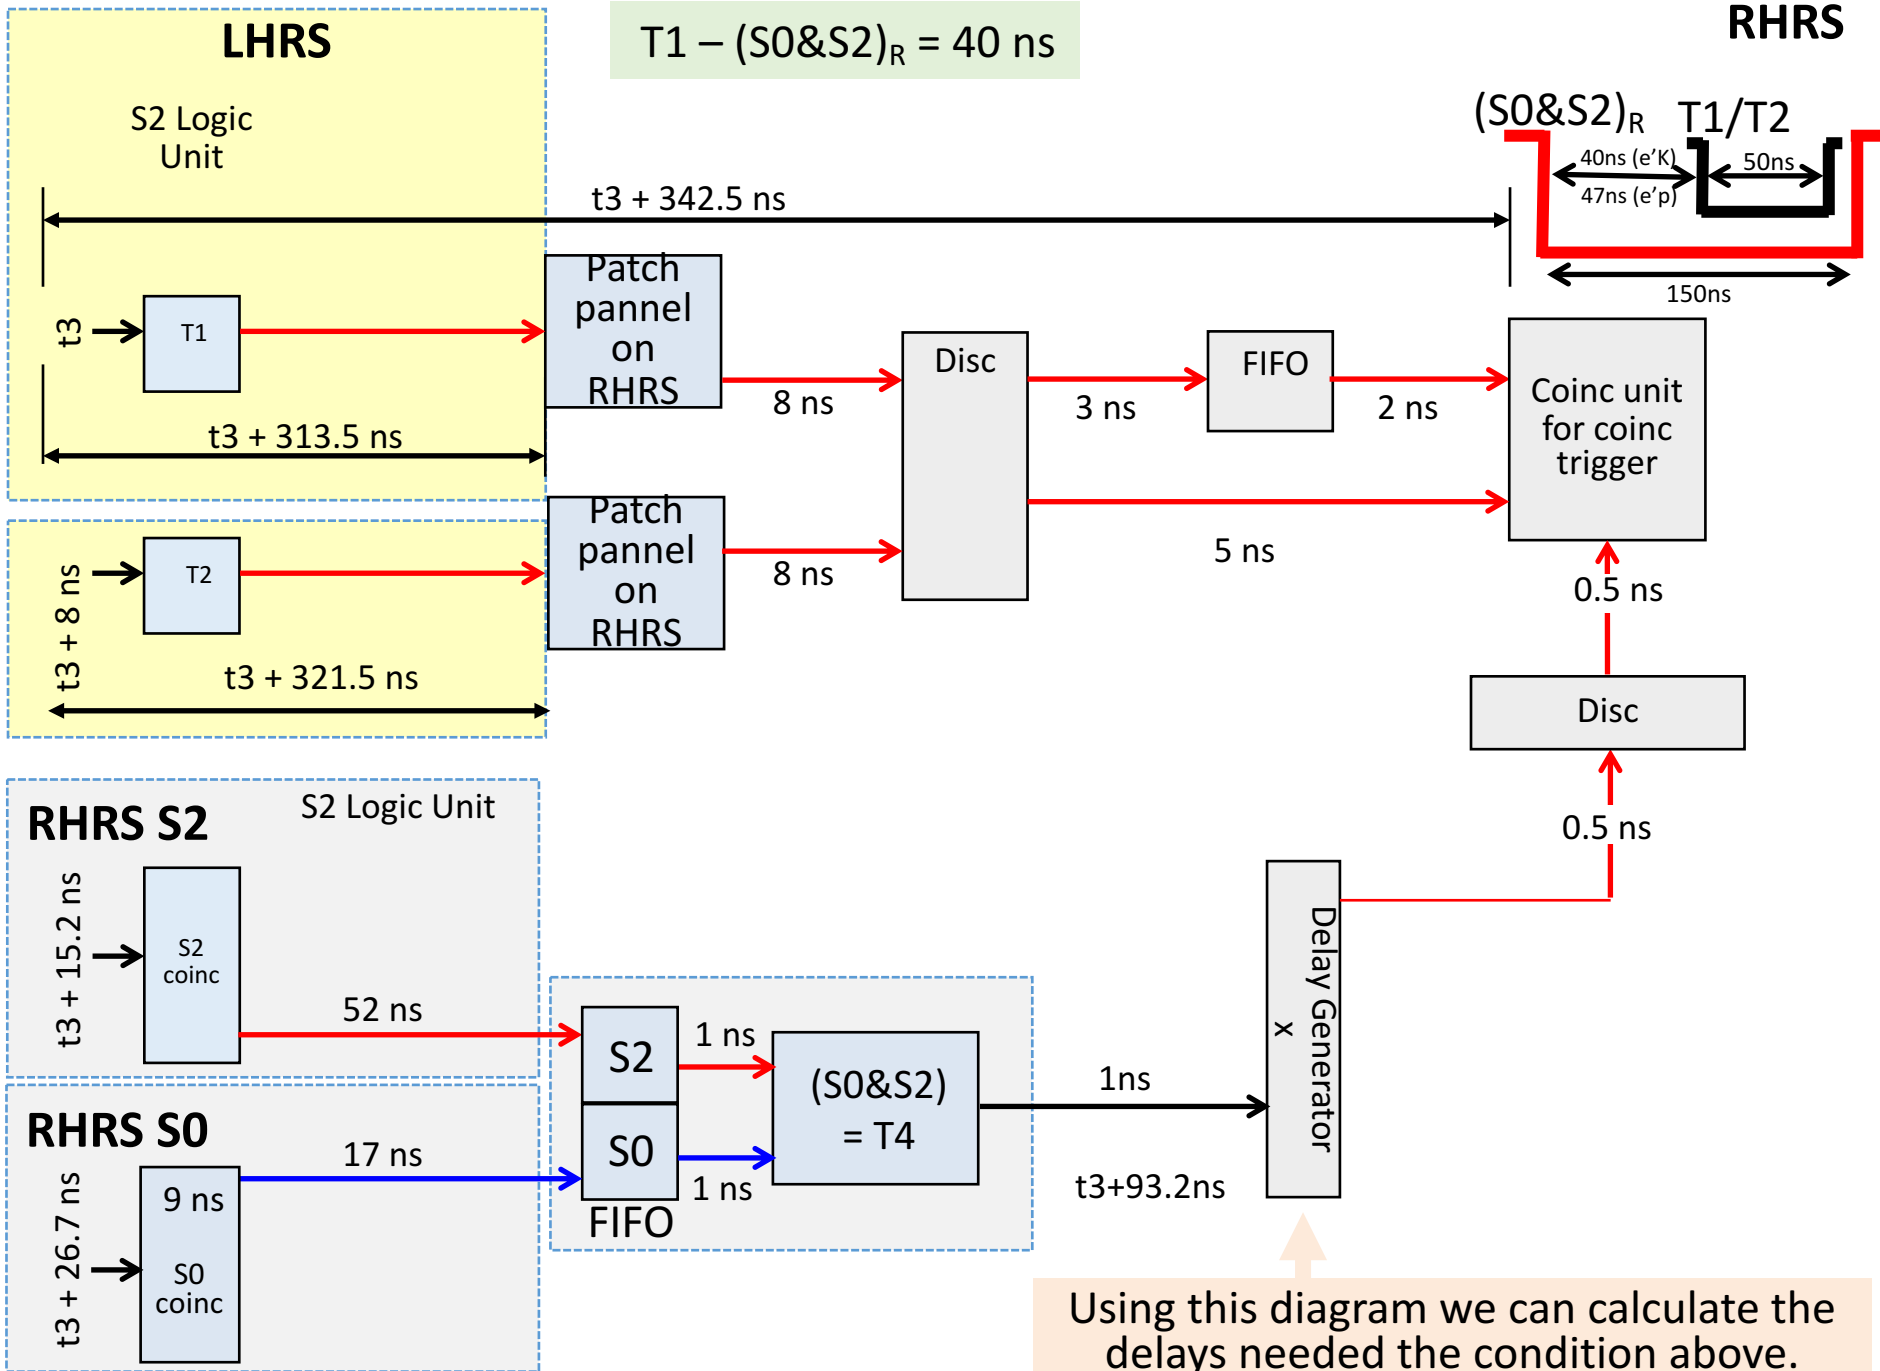 LHRS
T1 – (S0&S2)R = 40 ns
RHRS
S2 Logic
Unit
(S0&S2)R
T1/T2
40ns (e'K)
47ns (e'p)
50ns
150ns
t3 + 342.5 ns
t3
T1
t3 + 313.5 ns
Patch
pannel
on
RHRS
8 ns
Disc
3 ns
FIFO
2 ns
Coinc unit
for coinc
trigger
t3 + 8 ns
T2
t3 + 321.5 ns
Patch
pannel
on
RHRS
8 ns
5 ns
0.5 ns
Disc
0.5 ns
RHRS S2
S2 Logic Unit
t3 + 15.2 ns
S2
coinc
52 ns
RHRS S0
t3 + 26.7 ns
9 ns
S0
coinc
17 ns
S2
S0
FIFO
1 ns
1 ns
(S0&S2)
= T4
1ns
t3+93.2ns
Delay Generator
x
Using this diagram we can calculate the
delays needed the condition above.